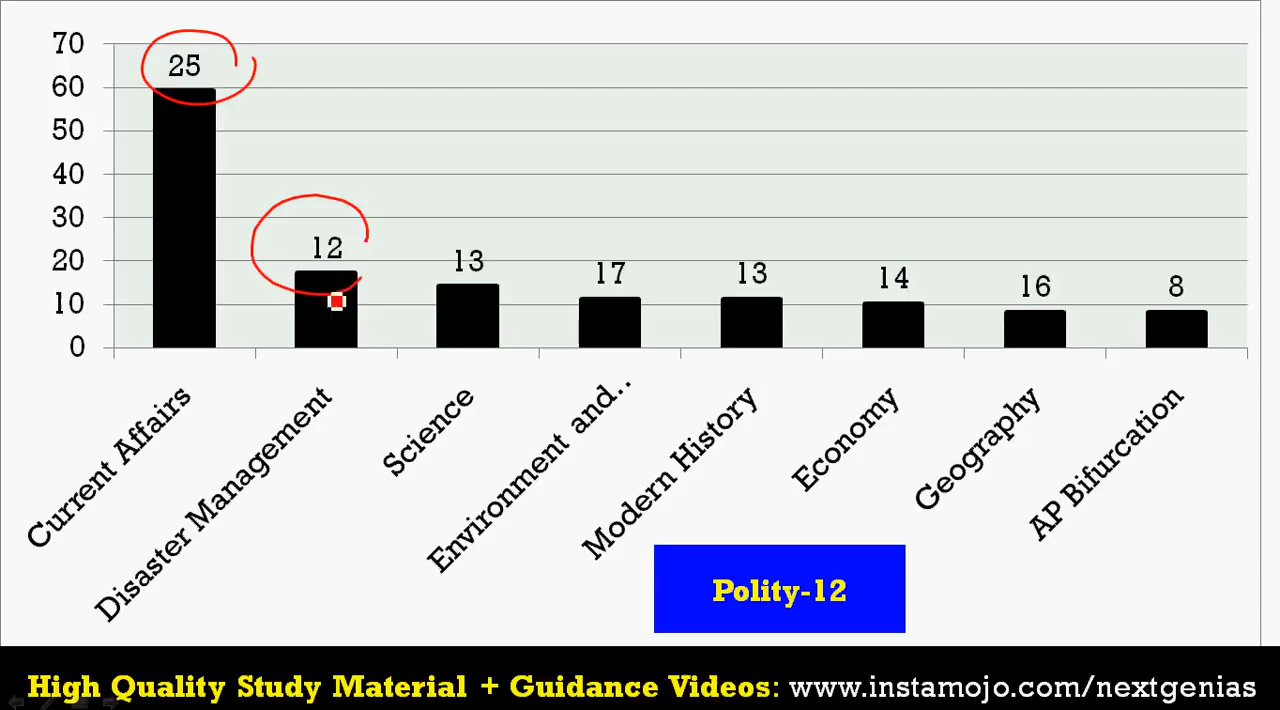 70
60
50
40
30
20
10
0
25
12
13
17
13
14
16
8
Current Affairs
Disaster Management
Science
Environment and..
Modern History
Economy
Geography
AP Bifurcation
Polity-12
High Quality Study Material + Guidance Videos: www.instamojo.com/nextgenias